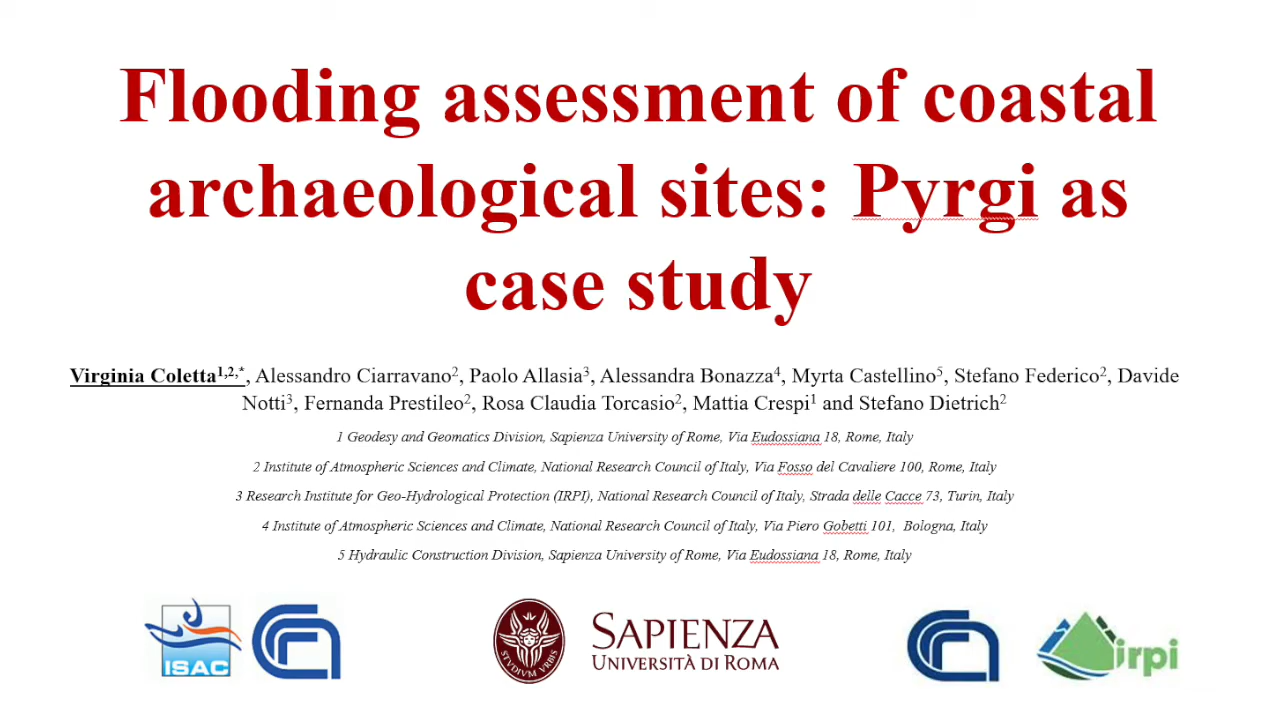 Flooding assessment of coastal
archaeological sites: Pyrgi as
case study
Virginia Coletta1,2,*, Alessandro Ciarravano2, Paolo Allasia3, Alessandra Bonazza4, Myrta Castellino5, Stefano Federico2, Davide
Notti3, Fernanda Prestileo2, Rosa Claudia Torcasio2, Mattia Crespi1 and Stefano Dietrich2
1 Geodesy and Geomatics Division, Sapienza University of Rome, Via Eudossiana 18, Rome, Italy
2 Institute of Atmospheric Sciences and Climate, National Research Council of Italy, Via Fosso del Cavaliere 100, Rome, Italy
3 Research Institute for Geo-Hydrological Protection (IRPI), National Research Council of Italy, Strada delle Cacce 73, Turin, Italy
4 Institute of Atmospheric Sciences and Climate, National Research Council of Italy, Via Piero Gobetti 101, Bologna, Italy
5 Hydraulic Construction Division, Sapienza University of Rome, Via Eudossiana 18, Rome, Italy
ISAC
STVDIVM VRBIS
SAPIENZA
UNIVERSITÀ DI ROMA
irpi